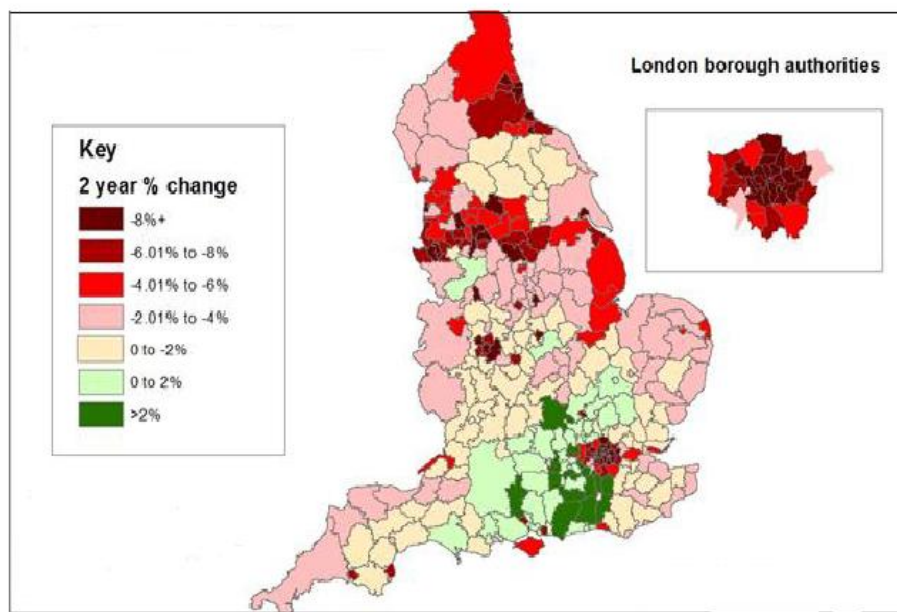 London borough authorities
Key
2 year % change
-8%+
-6.01% to -8%
-4.01% to -6%
-2.01% to -4%
0 to -2%
0 to 2%
>2%